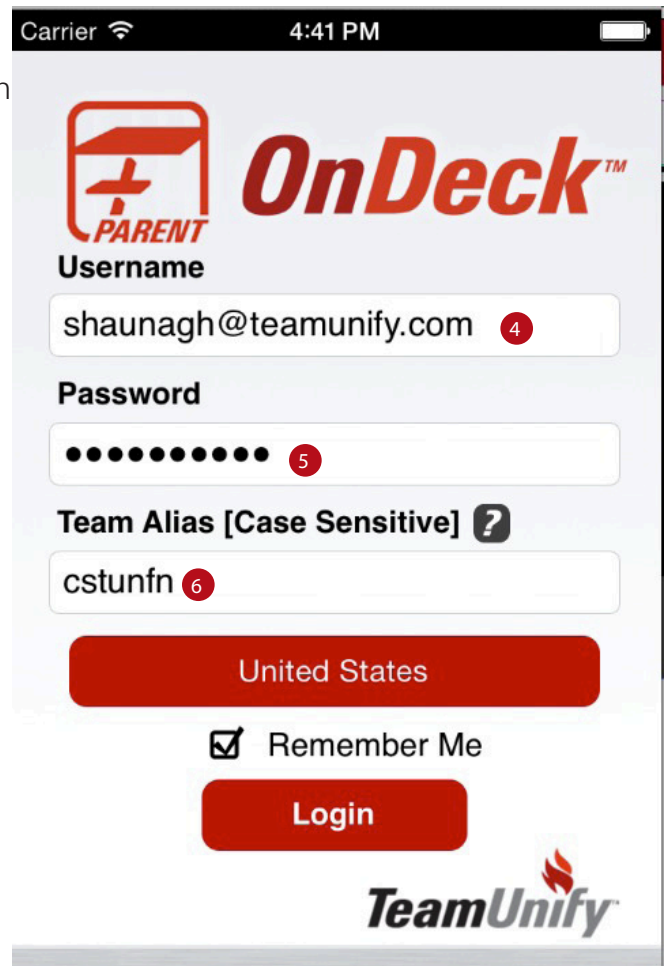 Carrier 4:41 PM
n
PARENT
OnDeck™
Username
shaunagh@teamunify.com 4
Password
•••••••••• 5
Team Alias [Case Sensitive] ?
cstunfn 6
United States
Remember Me
Login
TeamUnify